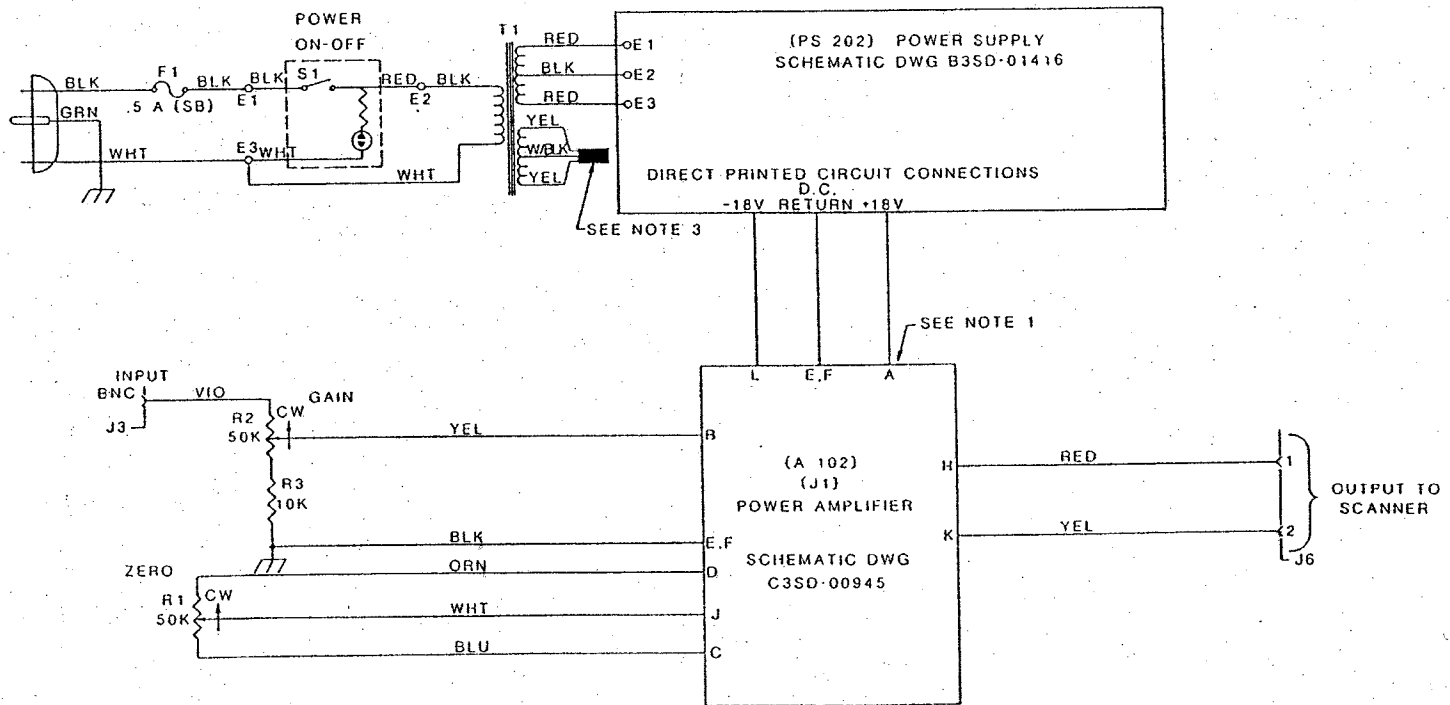 POWER
ON-OFF
BLK
F1
BLK
BLK
S1
RED
BLK
.5 A (SB)
E1
E2
GRN
WHT
E3
WHT
WHT
T1
RED
E1
BLK
E2
RED
E3
YEL
W/BLK
YEL
(PS 202) POWER SUPPLY
SCHEMATIC DWG B3SD-01416
DIRECT PRINTED CIRCUIT CONNECTIONS
D.C.
-18V RETURN +18V
SEE NOTE 3
SEE NOTE 1
L
E,F
A
INPUT
BNC
VIO
J3
R2
50K
CW
GAIN
YEL
B
R3
10K
BLK
E,F
ZERO
ORN
D
R1
50K
CW
WHT
J
BLU
C
(A 102)
(J1)
POWER AMPLIFIER
SCHEMATIC DWG
C3SD-00945
H
RED
1
K
YEL
2
J6
OUTPUT TO
SCANNER